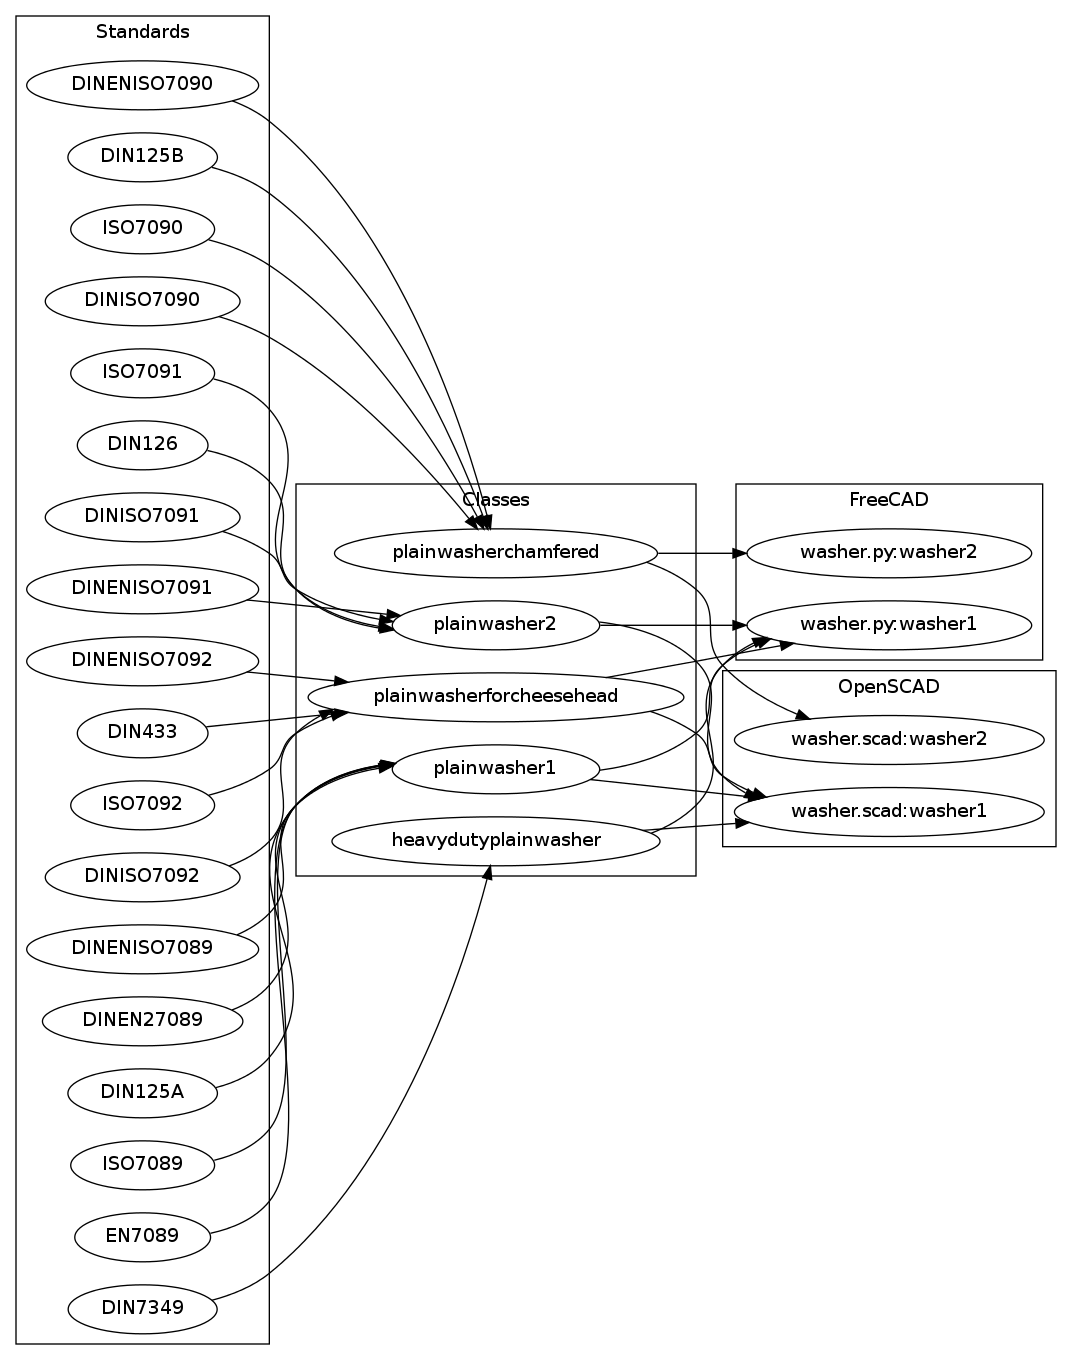 Standards
DINENISO7090
DIN125B
ISO7090
DINISO7090
ISO7091
DIN126
DINISO7091
DINENISO7091
DINENISO7092
DIN433
ISO7092
DINISO7092
DINENISO7089
DINEN27089
DIN125A
ISO7089
EN7089
DIN7349
Classes
plainwasherchamfered
plainwasher2
plainwasherforcheesehead
plainwasher1
heavydutyplainwasher
FreeCAD
washer.py:washer2
washer.py:washer1
OpenSCAD
washer.scad:washer2
washer.scad:washer1